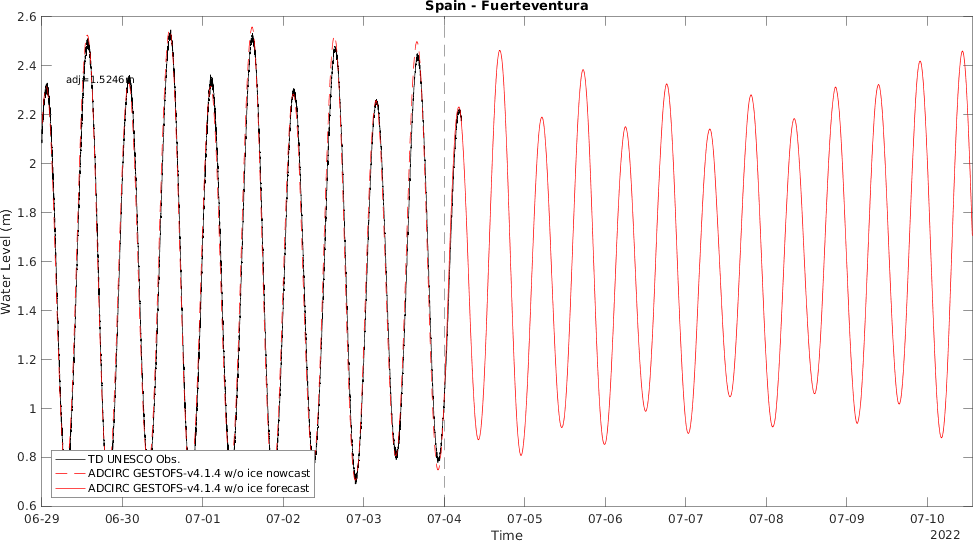 Spain - Fuerteventura
2.6
2.4
2.2
2
1.8
1.6
1.4
1.2
1
0.8
0.6
Water Level (m)
adj=1.5246 m
TD UNESCO Obs.
ADCIRC GESTOFS-v4.1.4 w/o ice nowcast
ADCIRC GESTOFS-v4.1.4 w/o ice forecast
06-29 06-30 07-01 07-02 07-03 07-04 07-05 07-06 07-07 07-08 07-09 07-10
Time
2022